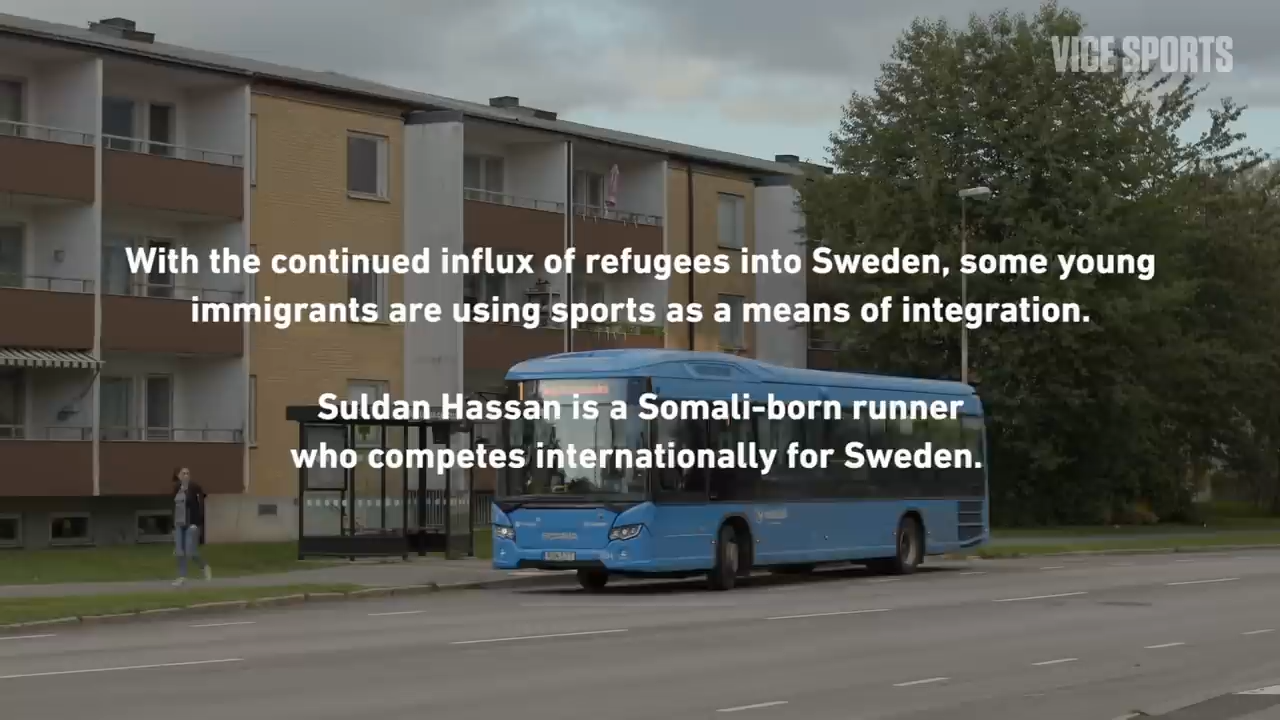 VICE SPORTS
With the continued influx of refugees into Sweden, some young
immigrants are using sports as a means of integration.
Suldan Hassan is a Somali-born runner
who competes internationally for Sweden.
SCANIA